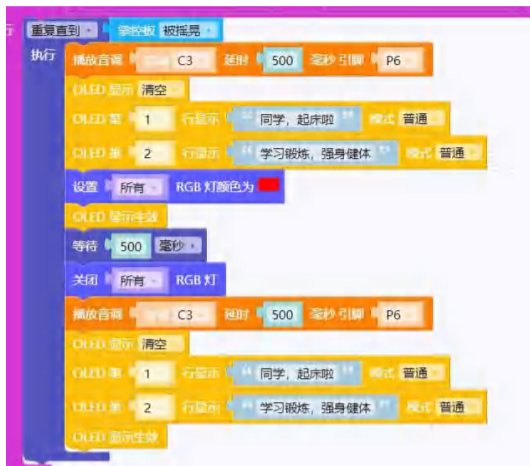 重复直到 掌控板 被摇晃
执行
播放音调 C3 延时 500 毫秒 引脚 P6
OLED 显示 清空
OLED 第 1 行显示 “ 同学，起床啦 ” 模式 普通
OLED 第 2 行显示 “ 学习锻炼，强身健体 ” 模式 普通
设置 所有 RGB 灯颜色为
OLED 显示生效
等待 500 毫秒
关闭 所有 RGB 灯
播放音调 C3 延时 500 毫秒 引脚 P6
OLED 显示 清空
OLED 第 1 行显示 “ 同学，起床啦 ” 模式 普通
OLED 第 2 行显示 “ 学习锻炼，强身健体 ” 模式 普通
OLED 显示生效